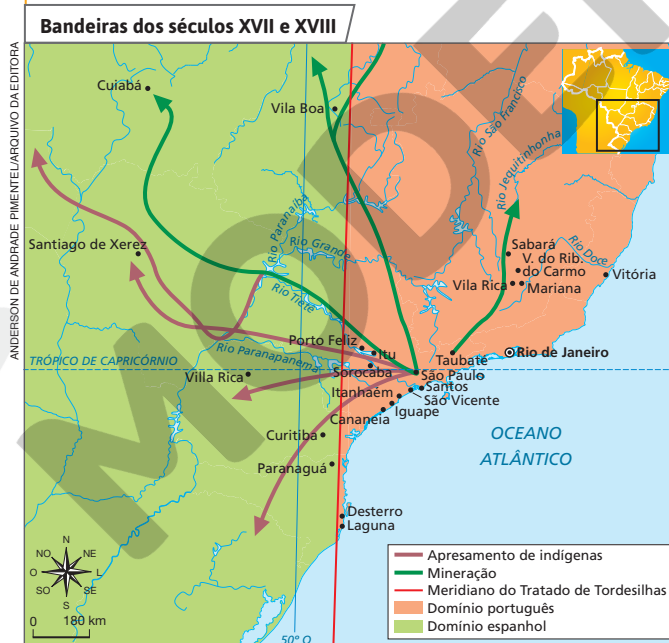 Bandeiras dos séculos XVII e XVIII
ANDERSON DE ANDRADE PIMENTEL/ARQUIVO DA EDITORA
Cuiabá
Vila Boa
Rio São Francisco
Rio Jequitinhonha
Rio Paranaíba
Santiago de Xerez
Rio Grande
Sabará
Rio Doce
V. do Rib.
do Carmo
Vitória
Vila Rica
Mariana
Rio Tietê
Porto Feliz
Itu
Taubaté
Rio de Janeiro
TRÓPICO DE CAPRICÓRNIO
Rio Paranapanema
Villa Rica
Sorocaba
São Paulo
Santos
Itanhaém
São Vicente
Iguape
Cananeia
Curitiba
Paranaguá
OCEANO
ATLÂNTICO
Desterro
Laguna
N
NO
NE
O
L
SO
SE
S
0
180 km
50° O
Apresamento de indígenas
Mineração
Meridiano do Tratado de Tordesilhas
Domínio português
Domínio espanhol
MODE